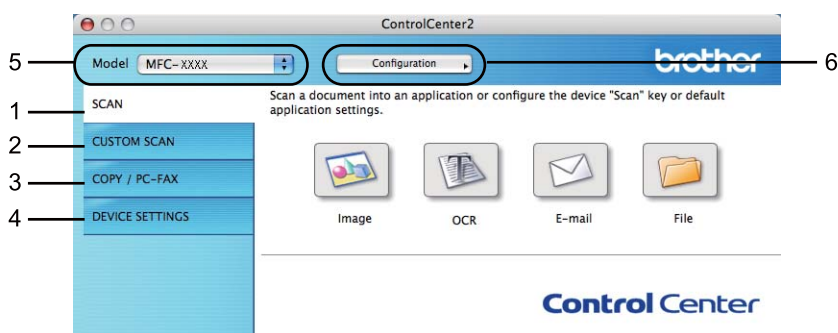 ControlCenter2
5
Model MFC-XXXX
Configuration
brother
6
1
SCAN
Scan a document into an application or configure the device "Scan" key or default
application settings.
2
CUSTOM SCAN
3
COPY / PC-FAX
4
DEVICE SETTINGS
Image
OCR
E-mail
File
Control Center